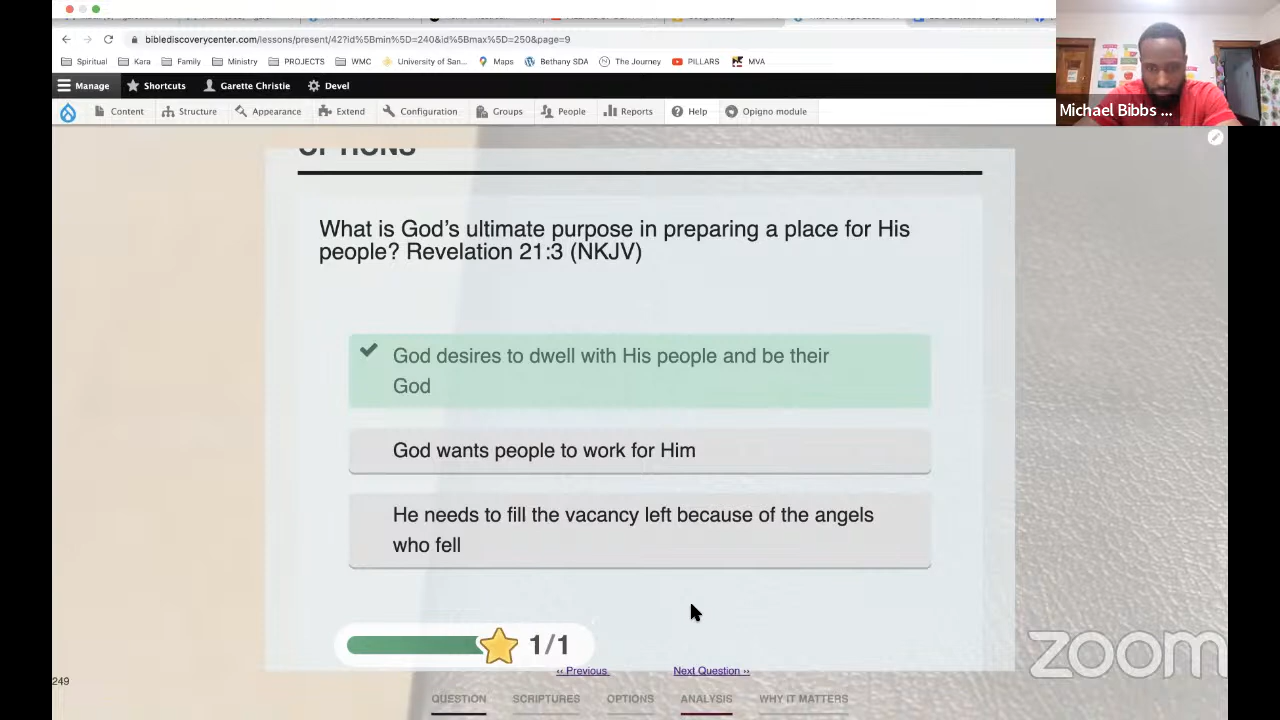 biblediscoverycenter.com/lessons/present/42?id%5Bmin%5D=240&id%5Bmax%5D=250&page=9
Spiritual Kara Family Ministry PROJECTS WMC University of San... Maps Bethany SDA The Journey PILLARS MVA
Manage Shortcuts Garette Christie Devel
Content Structure Appearance Extend Configuration Groups People Reports Help Opigno module
Michael Bibbs ...
OPTIONS
What is God’s ultimate purpose in preparing a place for His
people? Revelation 21:3 (NKJV)
God desires to dwell with His people and be their
God
God wants people to work for Him
He needs to fill the vacancy left because of the angels
who fell
1/1
‹‹ Previous Next Question ››
249
QUESTION SCRIPTURES OPTIONS ANALYSIS WHY IT MATTERS
zoom